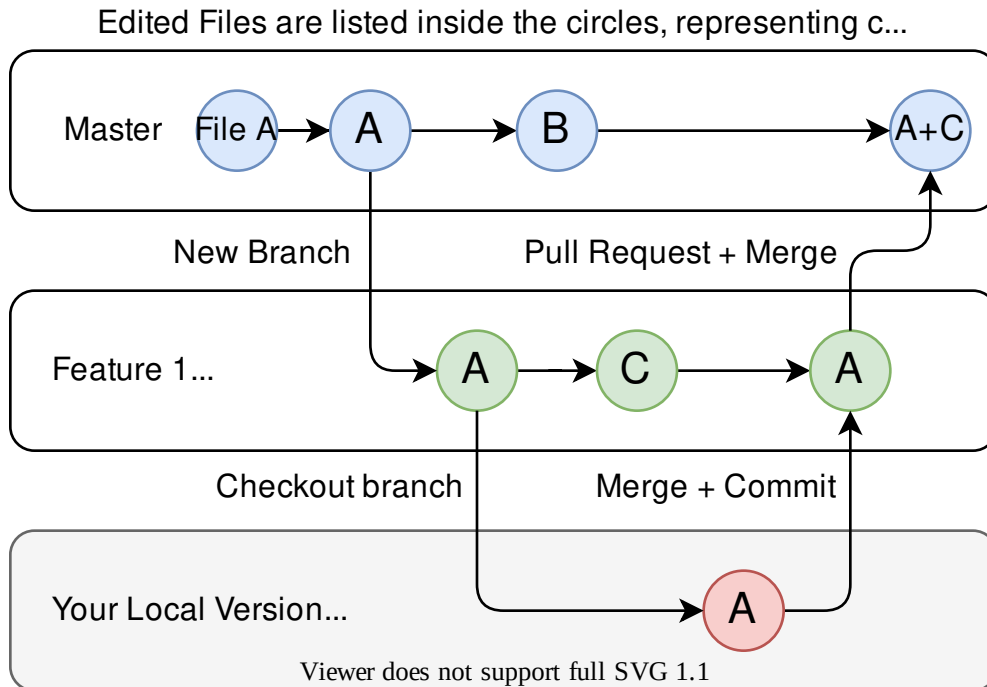 Edited Files are listed inside the circles, representing c...
Master
File A
A
B
A+C
New Branch
Pull Request + Merge
Feature 1...
A
C
A
Checkout branch
Merge + Commit
Your Local Version...
A
Viewer does not support full SVG 1.1